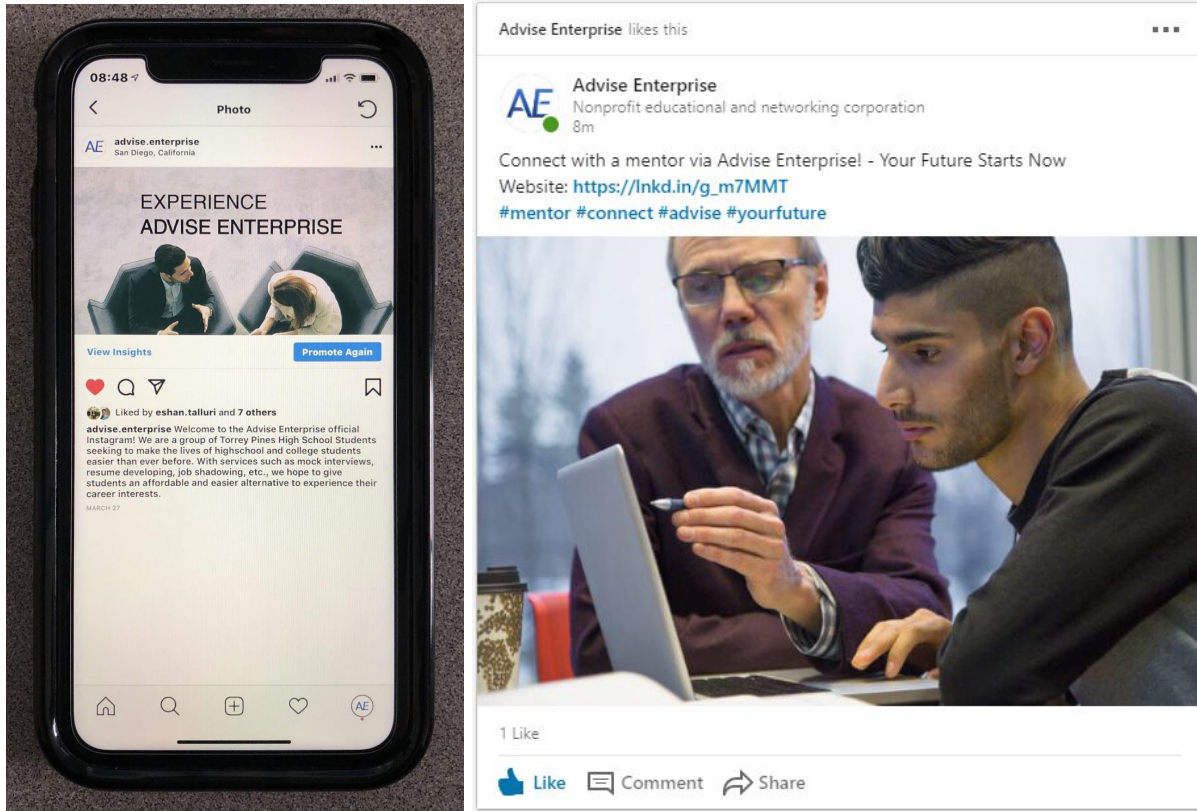 08:48
Photo
AE
advise.enterprise
San Diego, California
EXPERIENCE
ADVISE ENTERPRISE
View Insights
Promote Again
Liked by eshan.talluri and 7 others
advise.enterprise Welcome to the Advise Enterprise official
Instagram! We are a group of Torrey Pines High School Students
seeking to make the lives of highschool and college students
easier than ever before. With services such as mock interviews,
resume developing, job shadowing, etc., we hope to give
students an affordable and easier alternative to experience their
career interests.
MARCH 27
AE
Advise Enterprise likes this
AE
Advise Enterprise
Nonprofit educational and networking corporation
8m
Connect with a mentor via Advise Enterprise! - Your Future Starts Now
Website: https://lnkd.in/g_m7MMT
#mentor #connect #advise #yourfuture
1 Like
Like
Comment
Share